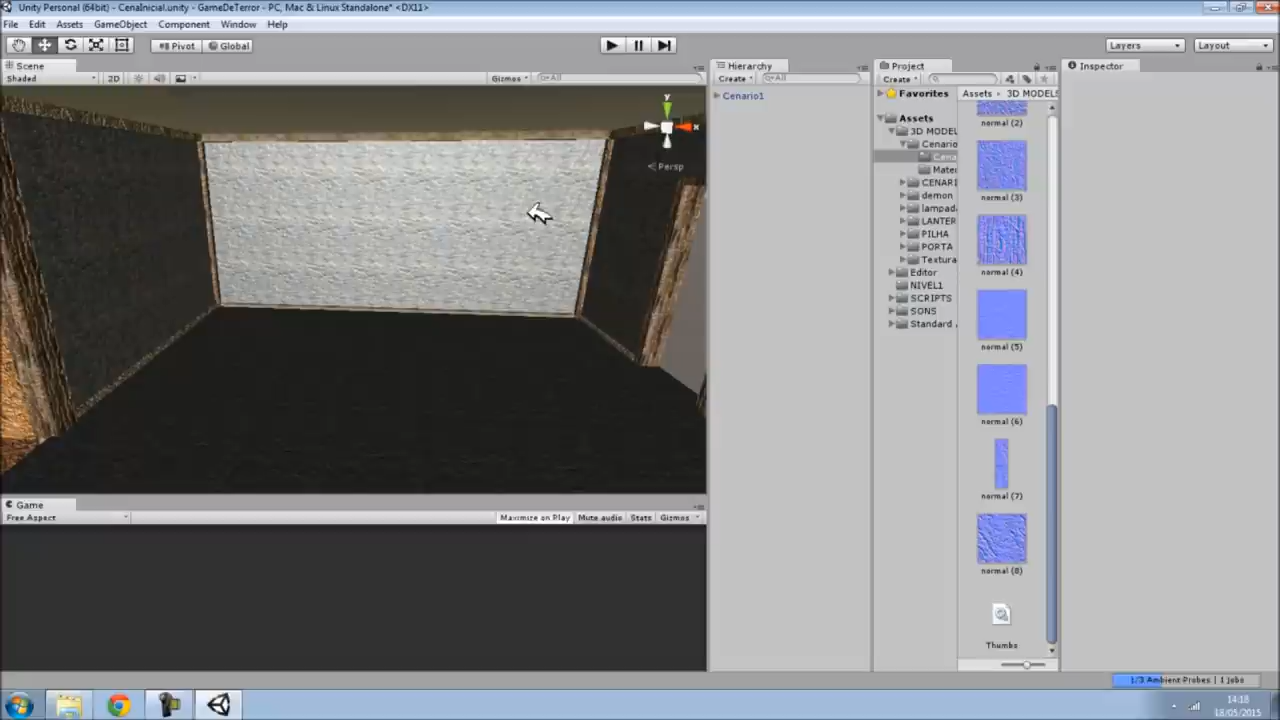 Unity Personal (64bit) - CenaInicial.unity - GameDeTerror - PC, Mac & Linux Standalone* <DX11>
File Edit Assets GameObject Component Window Help
Pivot Global Layers Layout
Scene Hierarchy Project Inspector
Shaded 2D Gizmos All Create All Create
Cenario1
Favorites
Assets 3D MODELS
Assets
3D MODEL
Cenario
Cena
Mater
CENARI
demon
lampad
LANTER
PILHA
PORTA
Textura
Editor
NIVEL1
SCRIPTS
SONS
Standard
y
x
Persp
normal (2)
normal (3)
normal (4)
normal (5)
normal (6)
normal (7)
normal (8)
Thumbs
Game
Free Aspect Maximize on Play Mute audio Stats Gizmos
1/3 Ambient Probes | 1 jobs
14:18
18/05/2015